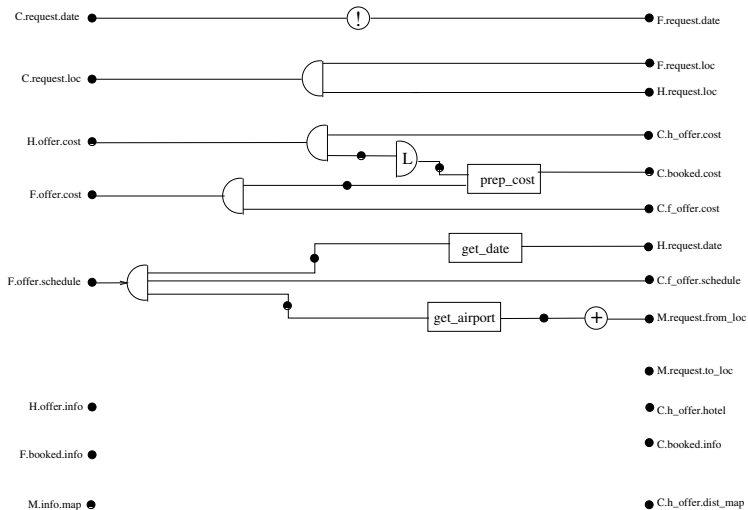 C.request.date
!
F.request.date
C.request.loc
F.request.loc
H.request.loc
H.offer.cost
C.h_offer.cost
L
prep_cost
C.booked.cost
F.offer.cost
C.f_offer.cost
get_date
H.request.date
F.offer.schedule
C.f_offer.schedule
get_airport
+
M.request.from_loc
M.request.to_loc
H.offer.info
C.h_offer.hotel
C.booked.info
F.booked.info
M.info.map
C.h_offer.dist_map